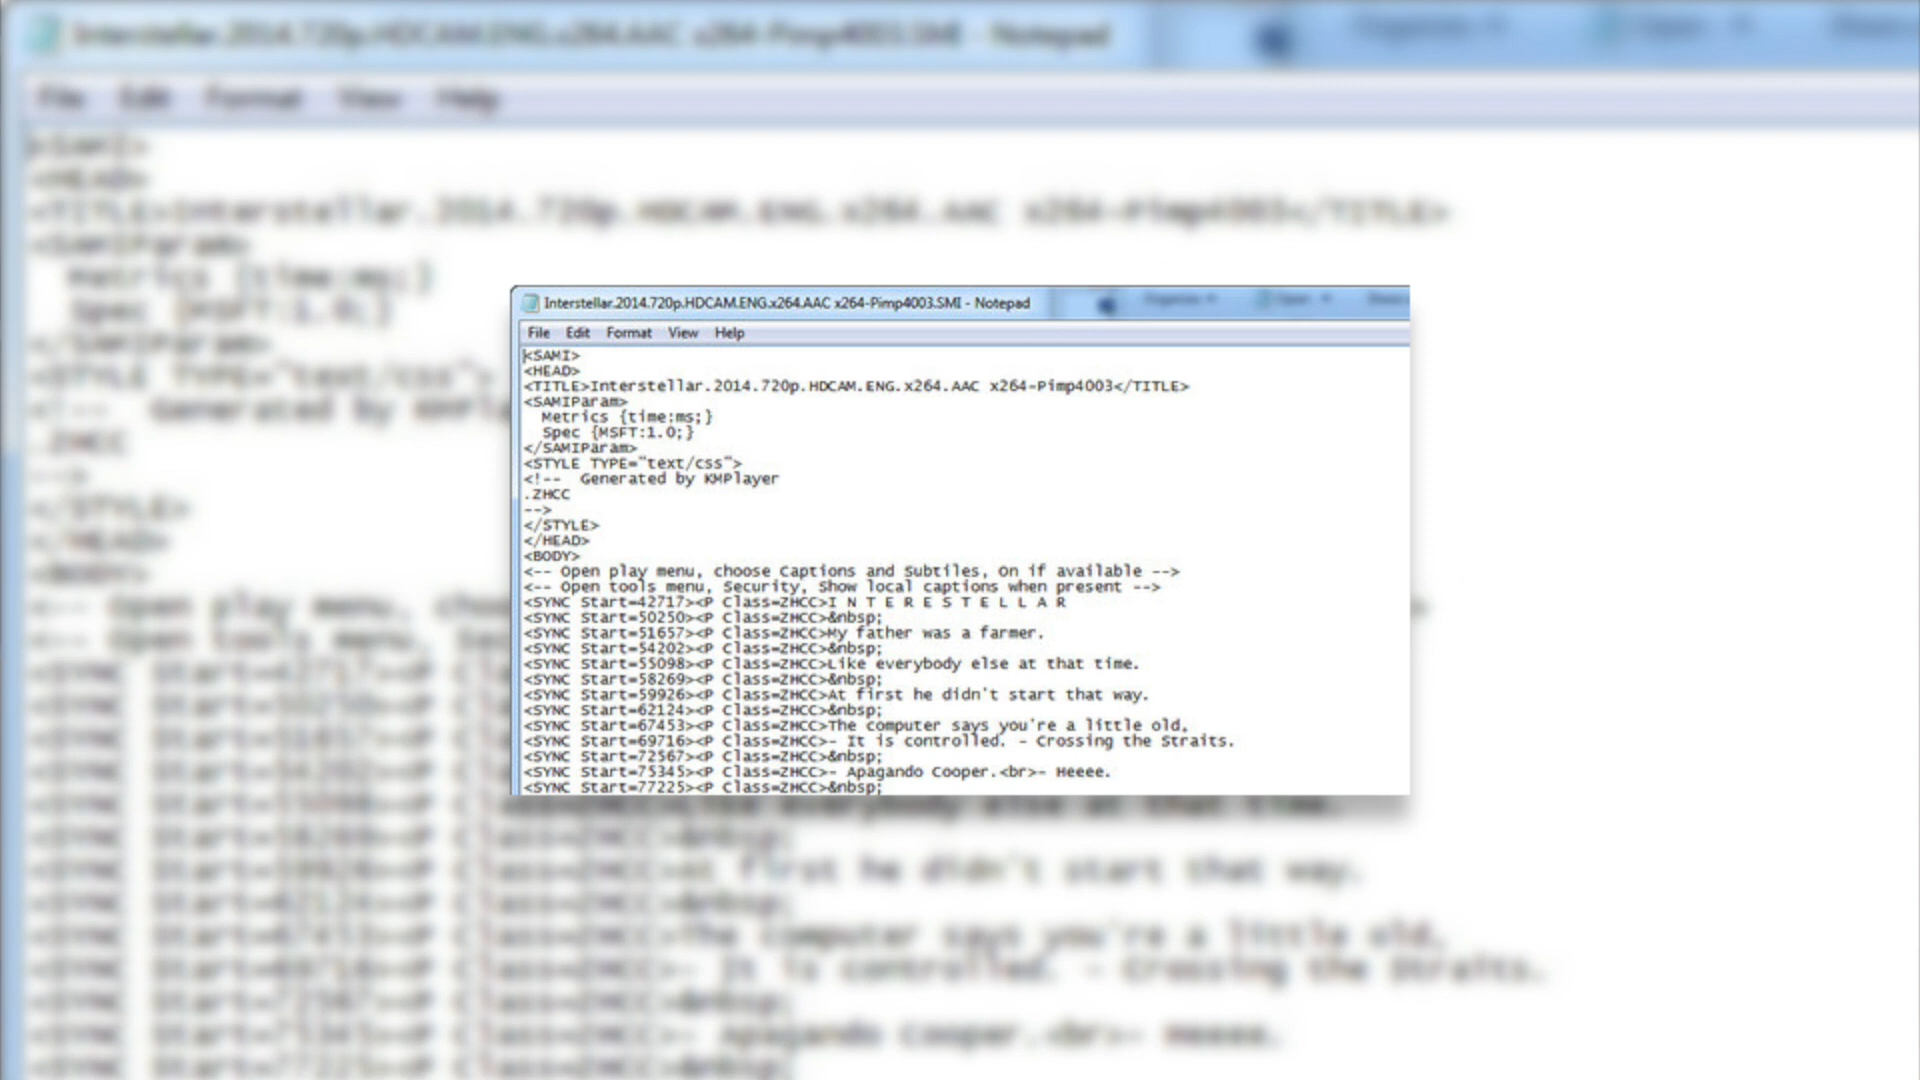 Interstellar.2014.720p.HDCAM.ENG.x264.AAC x264-Pimp4003.SMI - Notepad
File Edit Format View Help
<SAMI>
<HEAD>
<TITLE>Interstellar.2014.720p.HDCAM.ENG.x264.AAC x264-Pimp4003</TITLE>
<SAMIParam>
Metrics {time:ms;}
Spec {MSFT:1.0;}
</SAMIParam>
<STYLE TYPE="text/css">
<!-- Generated by KMPlayer
.ZHCC
-->
</STYLE>
</HEAD>
<BODY>
<-- Open play menu, choose Captions and Subtiles, On if available -->
<-- Open tools menu, Security, Show local captions when present -->
<SYNC Start=42717><P Class=ZHCC>I N T E R E S T E L L A R
<SYNC Start=50250><P Class=ZHCC>&nbsp;
<SYNC Start=51657><P Class=ZHCC>My father was a farmer.
<SYNC Start=54202><P Class=ZHCC>&nbsp;
<SYNC Start=55098><P Class=ZHCC>Like everybody else at that time.
<SYNC Start=58269><P Class=ZHCC>&nbsp;
<SYNC Start=59926><P Class=ZHCC>At first he didn't start that way.
<SYNC Start=62124><P Class=ZHCC>&nbsp;
<SYNC Start=67453><P Class=ZHCC>The computer says you're a little old,
<SYNC Start=69716><P Class=ZHCC>- It is controlled. - Crossing the Straits.
<SYNC Start=72567><P Class=ZHCC>&nbsp;
<SYNC Start=75345><P Class=ZHCC>- Apagando Cooper.<br>- Heeee.
<SYNC Start=77225><P Class=ZHCC>&nbsp;